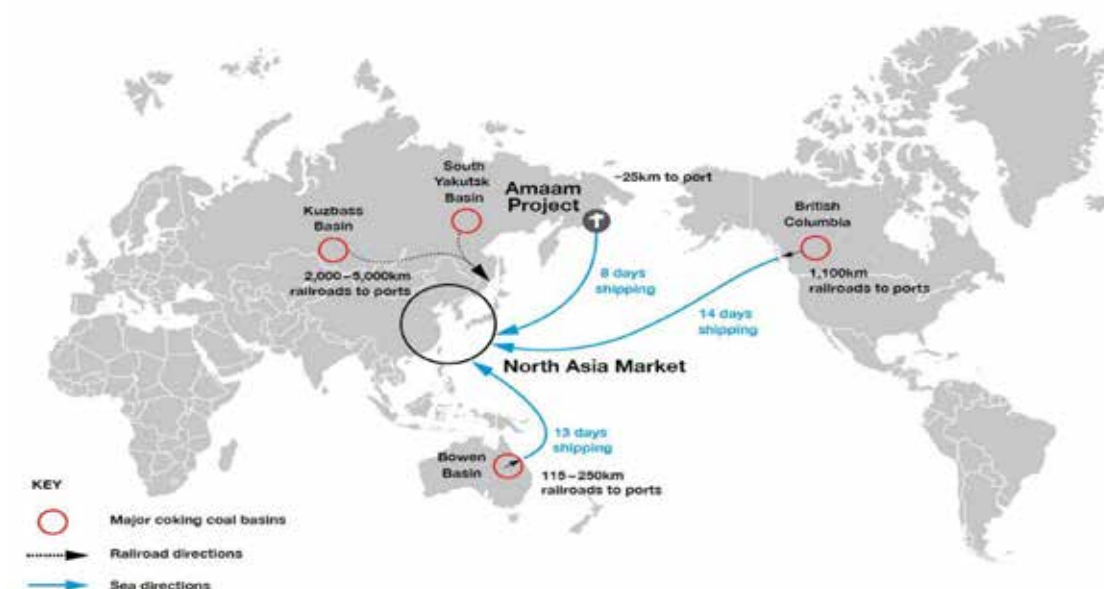 South
Yakutsk
Basin
Amaam
Project
~25km to port
Kuzbass
Basin
British
Columbia
2,000–5,000km
railroads to ports
8 days
shipping
1,100km
railroads to ports
14 days
shipping
North Asia Market
13 days
shipping
Bowen
Basin
115–250km
railroads to ports
KEY
Major coking coal basins
Railroad directions
Sea directions